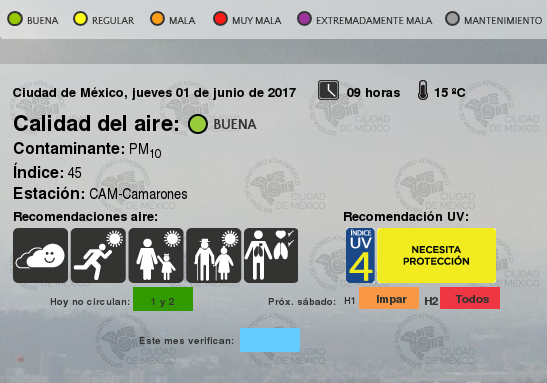 BUENA REGULAR MALA MUY MALA EXTREMADAMENTE MALA MANTENIMIENTO
Ciudad de México, jueves 01 de junio de 2017 09 horas 15 ºC
Calidad del aire: BUENA
Contaminante: PM10
Índice: 45
Estación: CAM-Camarones
Recomendaciones aire: Recomendación UV:
ÍNDICE UV 4 NECESITA PROTECCIÓN
Hoy no circulan: 1 y 2 Próx. sábado: H1 Impar H2 Todos
Este mes verifican:
CIUDAD DE MÉXICO